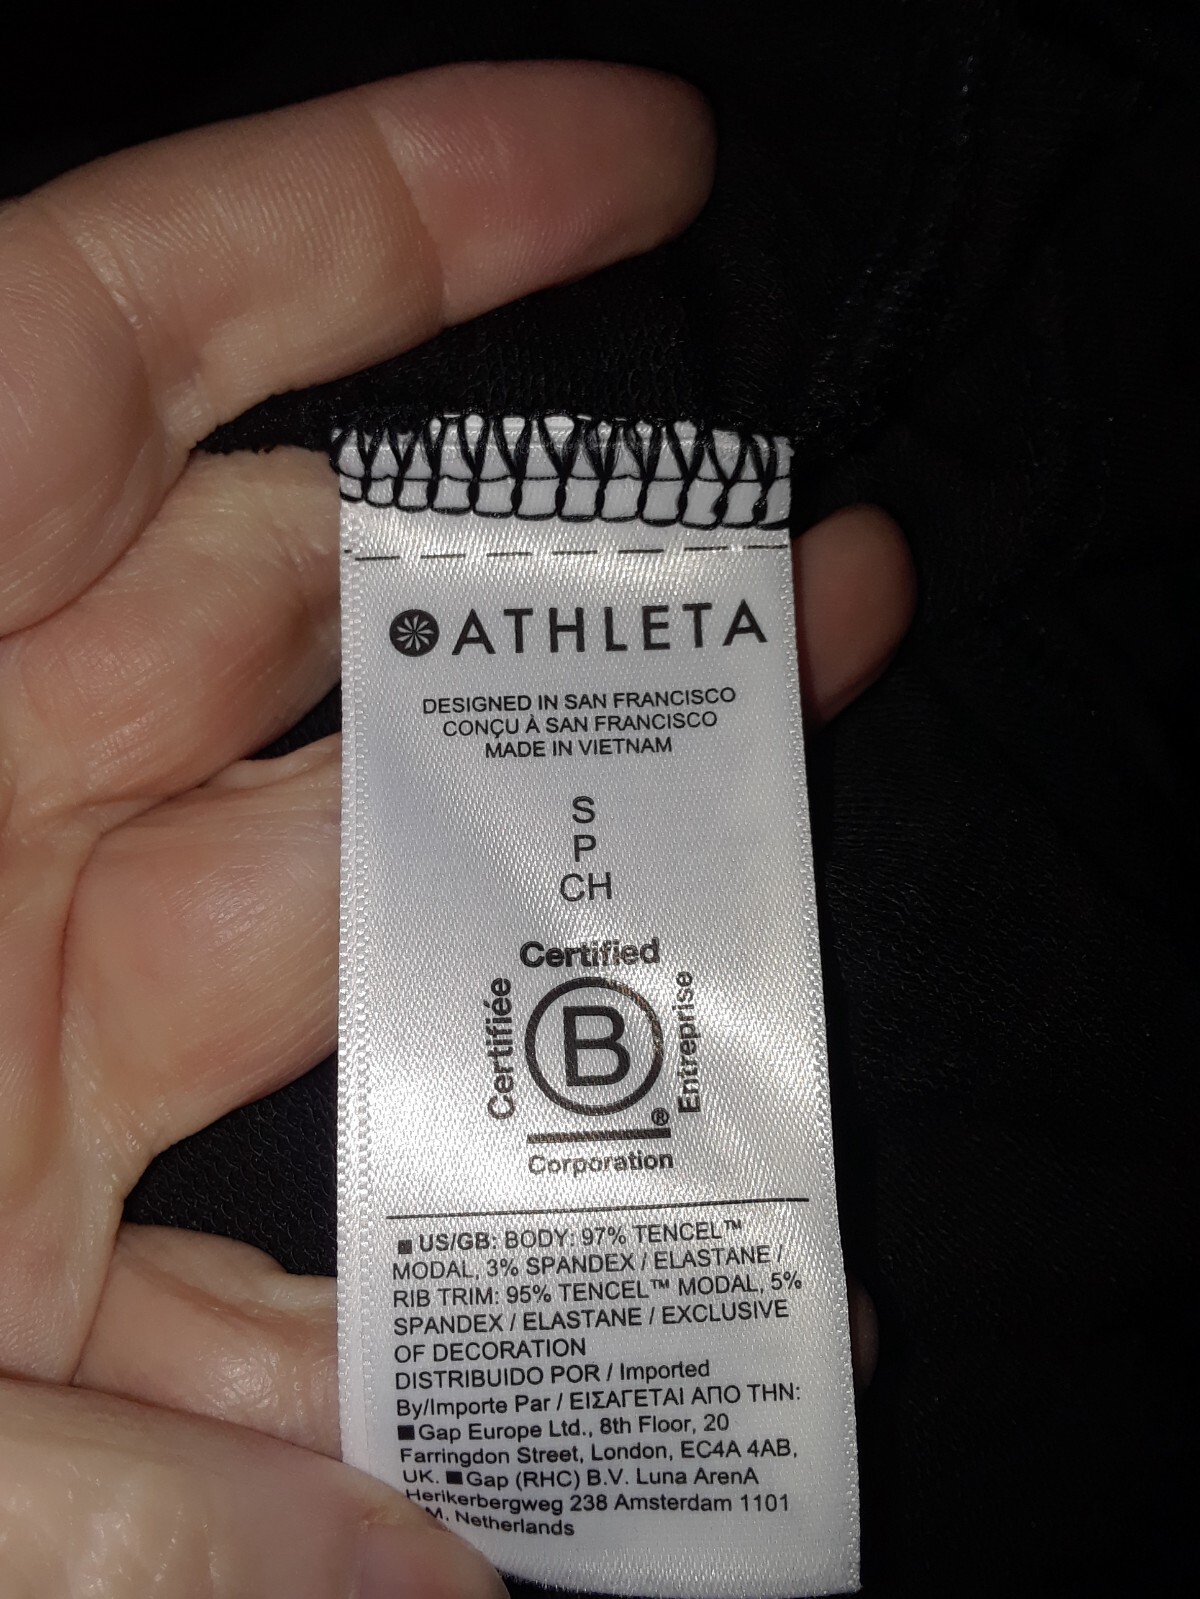 ATHLETA
DESIGNED IN SAN FRANCISCO
CONÇU À SAN FRANCISCO
MADE IN VIETNAM
S
P
CH
Certified
Certifiée
B
Entreprise
®
Corporation
■ US/GB: BODY: 97% TENCEL™
MODAL, 3% SPANDEX / ELASTANE /
RIB TRIM: 95% TENCEL™ MODAL, 5%
SPANDEX / ELASTANE / EXCLUSIVE
OF DECORATION
DISTRIBUIDO POR / Imported
By/Importe Par / ΕΙΣΑΓΕΤΑΙ ΑΠΟ ΤΗΝ:
■ Gap Europe Ltd., 8th Floor, 20
Farringdon Street, London, EC4A 4AB,
UK. ■ Gap (RHC) B.V. Luna ArenA
Herikerbergweg 238 Amsterdam 1101
Netherlands